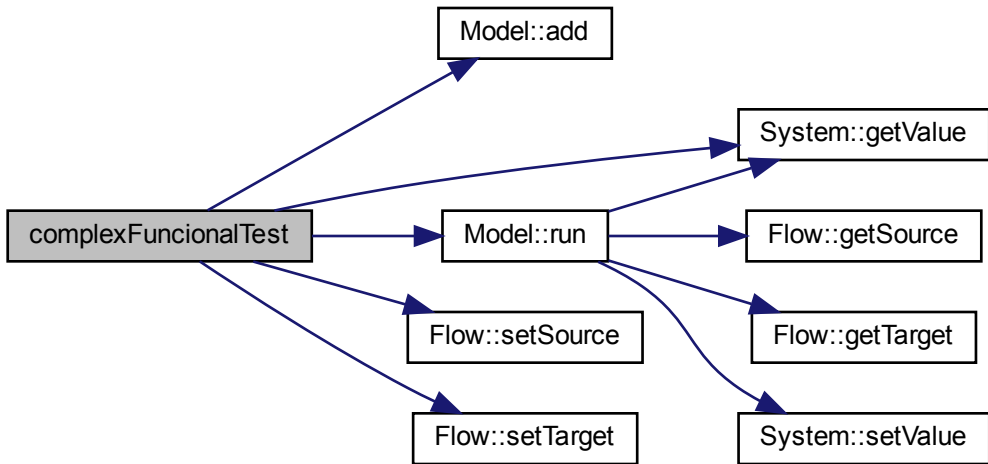 Model::add
System::getValue
complexFuncionalTest
Model::run
Flow::getSource
Flow::setSource
Flow::getTarget
Flow::setTarget
System::setValue